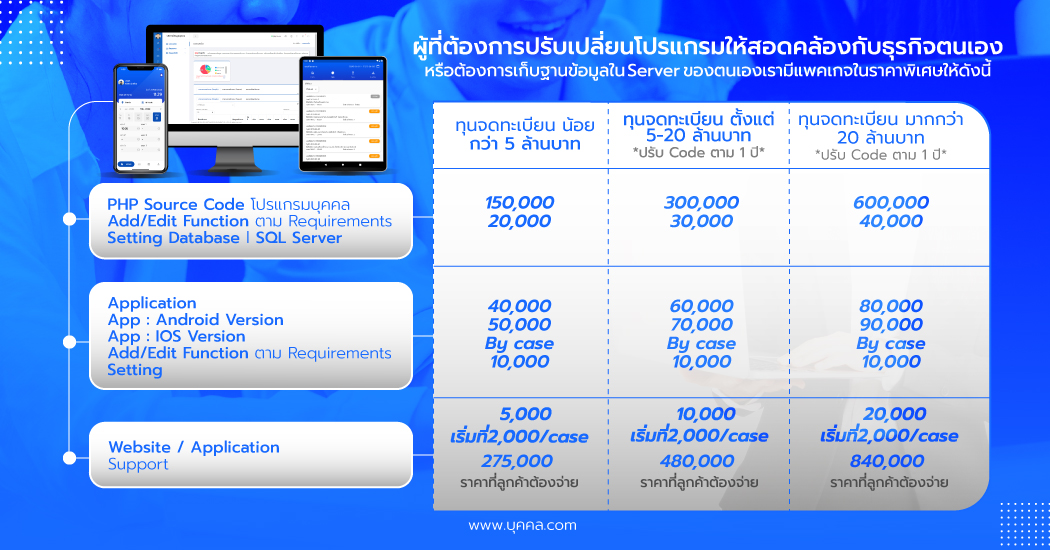 ผู้ที่ต้องการปรับเปลี่ยนโปรแกรมให้สอดคล้องกับธุรกิจตนเอง
หรือต้องการเก็บฐานข้อมูลใน Server ของตนเองเรามีแพคเกจในราคาพิเศษให้ดังนี้
ทุนจดทะเบียน น้อย
กว่า 5 ล้านบาท
ทุนจดทะเบียน ตั้งแต่
5-20 ล้านบาท
*ปรับ Code ตาม 1 ปี*
ทุนจดทะเบียน มากกว่า
20 ล้านบาท
*ปรับ Code ตาม 1 ปี*
PHP Source Code โปรแกรมบุคคล
Add/Edit Function ตาม Requirements
Setting Database | SQL Server
150,000
20,000
300,000
30,000
600,000
40,000
Application
App : Android Version
App : IOS Version
Add/Edit Function ตาม Requirements
Setting
40,000
50,000
By case
10,000
60,000
70,000
By case
10,000
80,000
90,000
By case
10,000
Website / Application
Support
5,000
เริ่มที่2,000/case
275,000
ราคาที่ลูกค้าต้องจ่าย
10,000
เริ่มที่2,000/case
480,000
ราคาที่ลูกค้าต้องจ่าย
20,000
เริ่มที่2,000/case
840,000
ราคาที่ลูกค้าต้องจ่าย
www.บุคคล.com